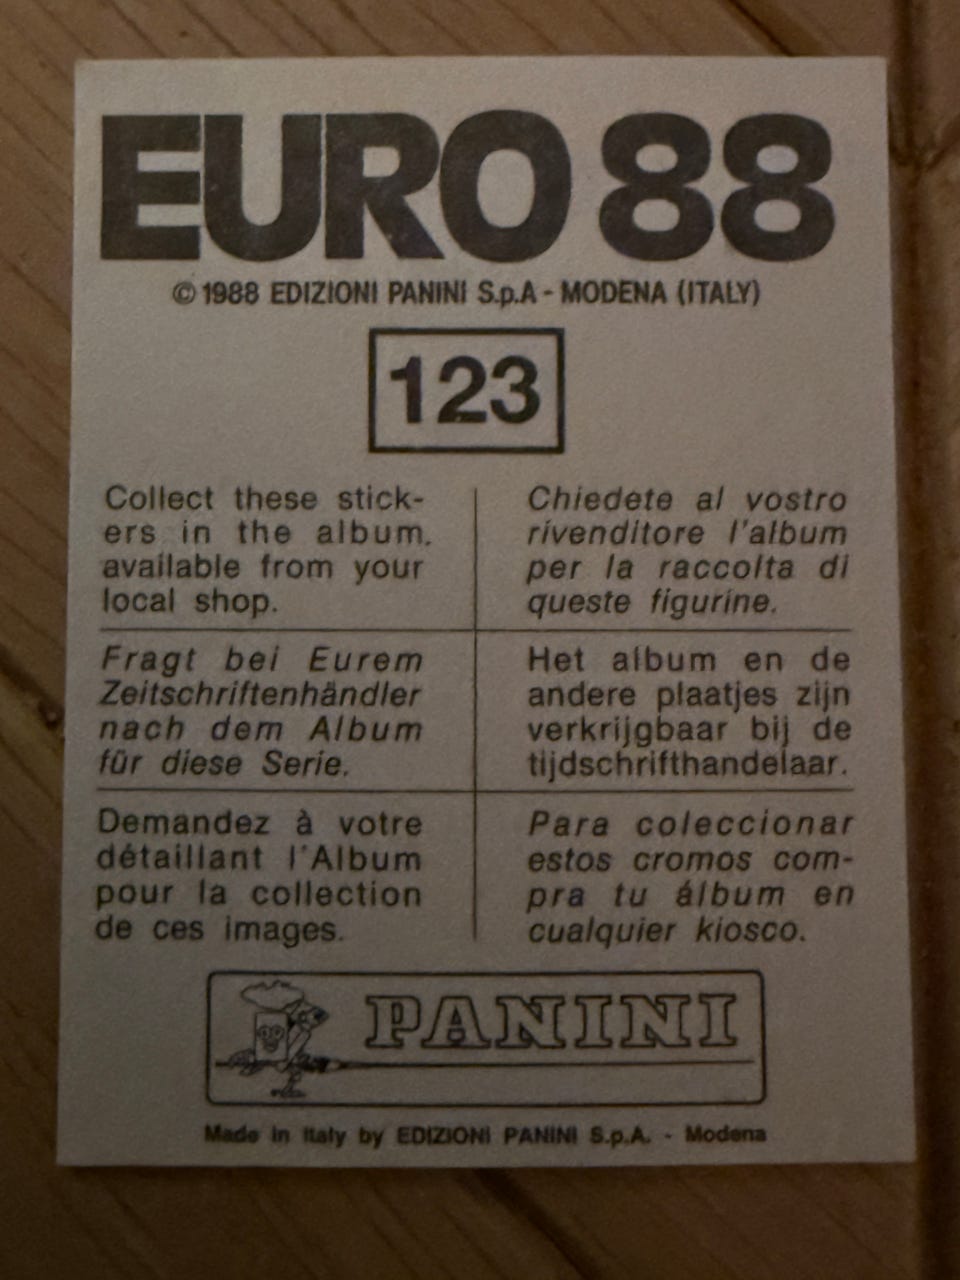 EURO 88
© 1988 EDIZIONI PANINI S.p.A - MODENA (ITALY)
123
Collect these stick-
ers in the album.
available from your
local shop.
Chiedete al vostro
rivenditore l'album
per la raccolta di
queste figurine.
Fragt bei Eurem
Zeitschriftenhändler
nach dem Album
für diese Serie.
Het album en de
andere plaatjes zijn
verkrijgbaar bij de
tijdschrifthandelaar.
Demandez à votre
détaillant l'Album
pour la collection
de ces images.
Para coleccionar
estos cromos com-
pra tu álbum en
cualquier kiosco.
PANINI
Made in Italy by EDIZIONI PANINI S.p.A. - Modena